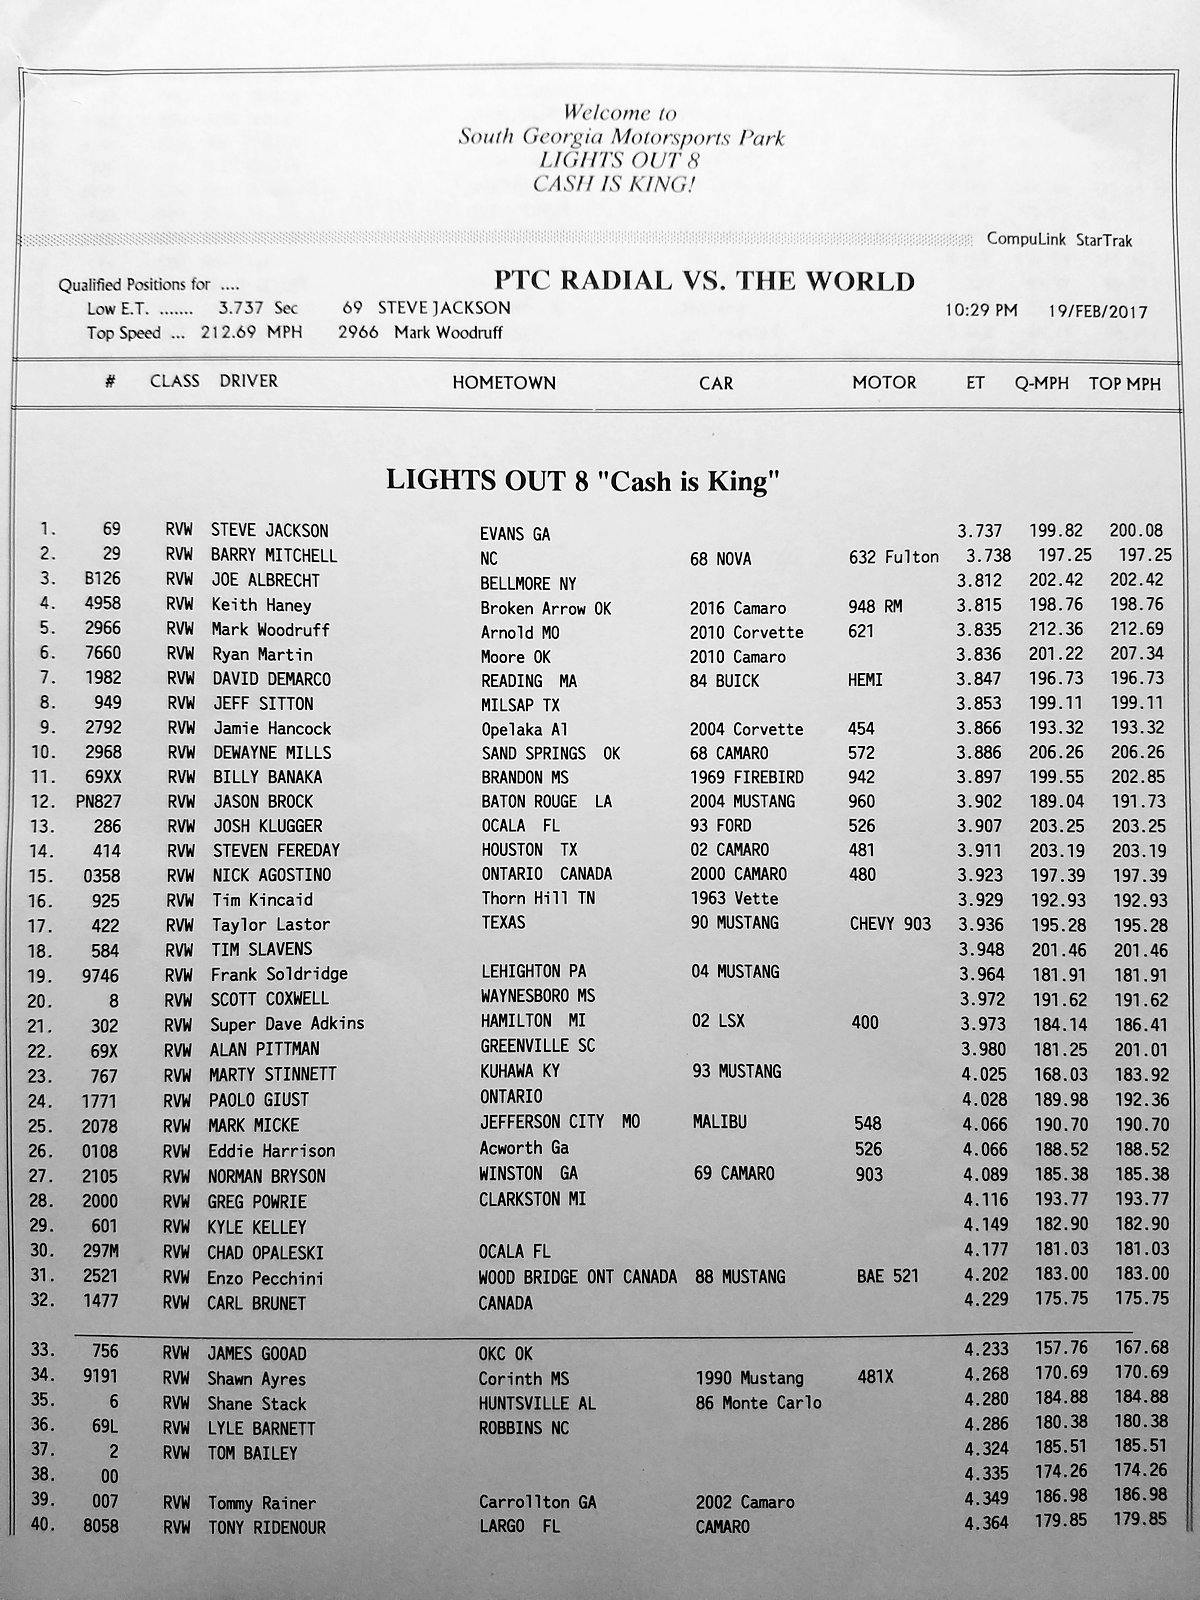 Welcome to
South Georgia Motorsports Park
LIGHTS OUT 8
CASH IS KING!
CompuLink StarTrak
Qualified Positions for .... PTC RADIAL VS. THE WORLD
Low E.T. ....... 3.737 Sec 69 STEVE JACKSON 10:29 PM 19/FEB/2017
Top Speed ... 212.69 MPH 2966 Mark Woodruff
# CLASS DRIVER HOMETOWN CAR MOTOR ET Q-MPH TOP MPH
LIGHTS OUT 8 "Cash is King"
1. 69 RVW STEVE JACKSON EVANS GA 3.737 199.82 200.08
2. 29 RVW BARRY MITCHELL NC 68 NOVA 632 Fulton 3.738 197.25 197.25
3. B126 RVW JOE ALBRECHT BELLMORE NY 3.812 202.42 202.42
4. 4958 RVW Keith Haney Broken Arrow OK 2016 Camaro 948 RM 3.815 198.76 198.76
5. 2966 RVW Mark Woodruff Arnold MO 2010 Corvette 621 3.835 212.36 212.69
6. 7660 RVW Ryan Martin Moore OK 2010 Camaro 3.836 201.22 207.34
7. 1982 RVW DAVID DEMARCO READING MA 84 BUICK HEMI 3.847 196.73 196.73
8. 949 RVW JEFF SITTON MILSAP TX 3.853 199.11 199.11
9. 2792 RVW Jamie Hancock Opelaka Al 2004 Corvette 454 3.866 193.32 193.32
10. 2968 RVW DEWAYNE MILLS SAND SPRINGS OK 68 CAMARO 572 3.886 206.26 206.26
11. 69XX RVW BILLY BANAKA BRANDON MS 1969 FIREBIRD 942 3.897 199.55 202.85
12. PN827 RVW JASON BROCK BATON ROUGE LA 2004 MUSTANG 960 3.902 189.04 191.73
13. 286 RVW JOSH KLUGGER OCALA FL 93 FORD 526 3.907 203.25 203.25
14. 414 RVW STEVEN FEREDAY HOUSTON TX 02 CAMARO 481 3.911 203.19 203.19
15. 0358 RVW NICK AGOSTINO ONTARIO CANADA 2000 CAMARO 480 3.923 197.39 197.39
16. 925 RVW Tim Kincaid Thorn Hill TN 1963 Vette 3.929 192.93 192.93
17. 422 RVW Taylor Lastor TEXAS 90 MUSTANG CHEVY 903 3.936 195.28 195.28
18. 584 RVW TIM SLAVENS 3.948 201.46 201.46
19. 9746 RVW Frank Soldridge LEHIGHTON PA 04 MUSTANG 3.964 181.91 181.91
20. 8 RVW SCOTT COXWELL WAYNESBORO MS 3.972 191.62 191.62
21. 302 RVW Super Dave Adkins HAMILTON MI 02 LSX 400 3.973 184.14 186.41
22. 69X RVW ALAN PITTMAN GREENVILLE SC 3.980 181.25 201.01
23. 767 RVW MARTY STINNETT KUHAWA KY 93 MUSTANG 4.025 168.03 183.92
24. 1771 RVW PAOLO GIUST ONTARIO 4.028 189.98 192.36
25. 2078 RVW MARK MICKE JEFFERSON CITY MO MALIBU 548 4.066 190.70 190.70
26. 0108 RVW Eddie Harrison Acworth Ga 526 4.066 188.52 188.52
27. 2105 RVW NORMAN BRYSON WINSTON GA 69 CAMARO 903 4.089 185.38 185.38
28. 2000 RVW GREG POWRIE CLARKSTON MI 4.116 193.77 193.77
29. 601 RVW KYLE KELLEY 4.149 182.90 182.90
30. 297M RVW CHAD OPALESKI OCALA FL 4.177 181.03 181.03
31. 2521 RVW Enzo Pecchini WOOD BRIDGE ONT CANADA 88 MUSTANG BAE 521 4.202 183.00 183.00
32. 1477 RVW CARL BRUNET CANADA 4.229 175.75 175.75
33. 756 RVW JAMES GOOAD OKC OK 4.233 157.76 167.68
34. 9191 RVW Shawn Ayres Corinth MS 1990 Mustang 481X 4.268 170.69 170.69
35. 6 RVW Shane Stack HUNTSVILLE AL 86 Monte Carlo 4.280 184.88 184.88
36. 69L RVW LYLE BARNETT ROBBINS NC 4.286 180.38 180.38
37. 2 RVW TOM BAILEY 4.324 185.51 185.51
38. 00 4.335 174.26 174.26
39. 007 RVW Tommy Rainer Carrollton GA 2002 Camaro 4.349 186.98 186.98
40. 8058 RVW TONY RIDENOUR LARGO FL CAMARO 4.364 179.85 179.85